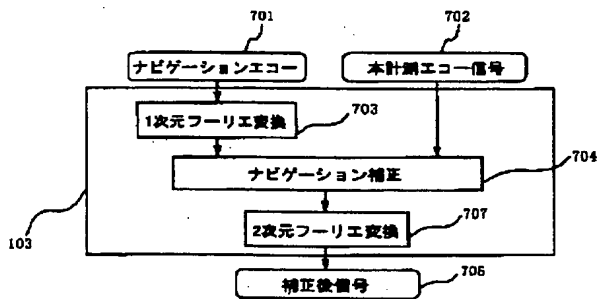 701
702
ナビゲーションエコー
本計測エコー信号
1次元フーリエ変換
703
ナビゲーション補正
704
2次元フーリエ変換
707
103
補正後信号
706